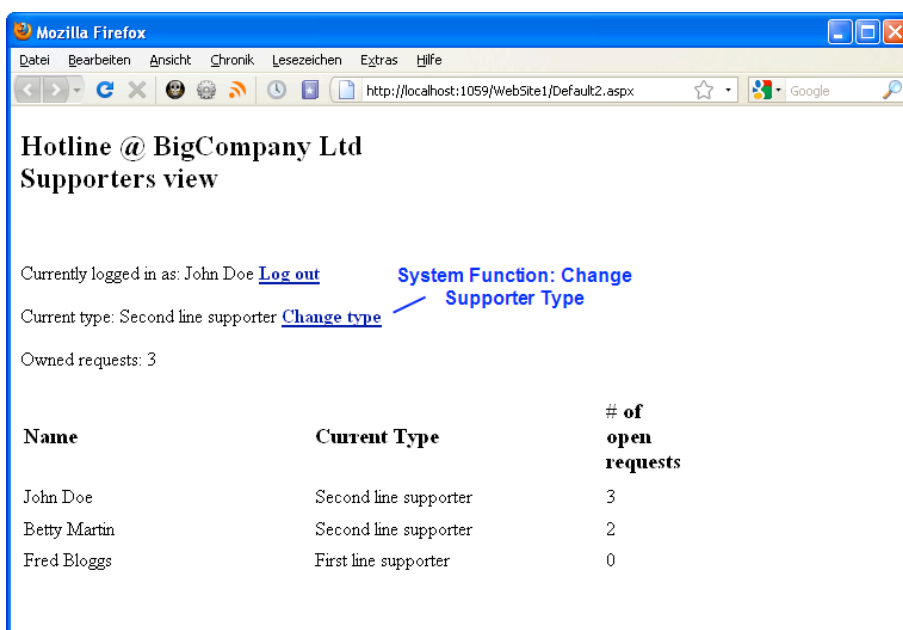 Mozilla Firefox
Datei Bearbeiten Ansicht Chronik Lesezeichen Extras Hilfe
http://localhost:1059/WebSite1/Default2.aspx Google
Hotline @ BigCompany Ltd
Supporters view
Currently logged in as: John Doe Log out
System Function: Change
Supporter Type
Current type: Second line supporter Change type
Owned requests: 3
# of
Name Current Type open
requests
John Doe Second line supporter 3
Betty Martin Second line supporter 2
Fred Bloggs First line supporter 0